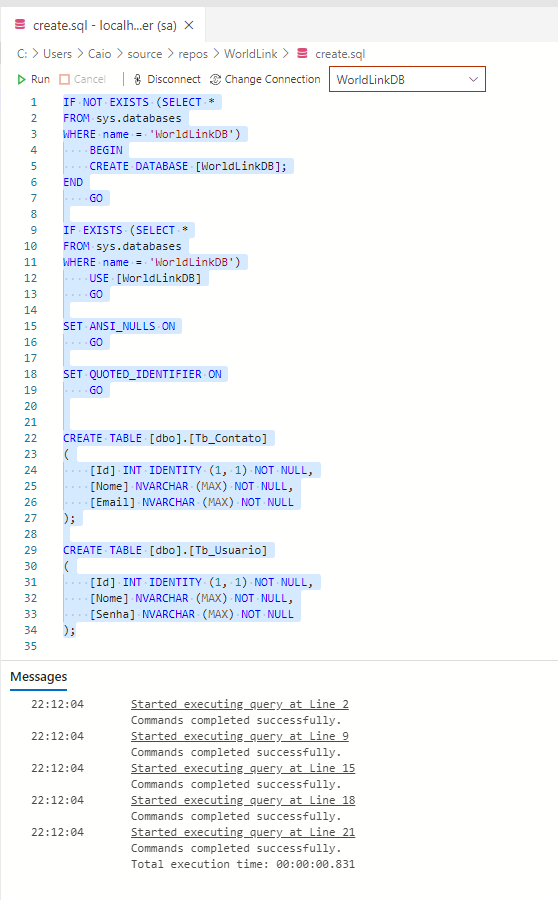 create.sql - localh...er (sa)
C: > Users > Caio > source > repos > WorldLink > create.sql
Run Cancel Disconnect Change Connection WorldLinkDB
1 IF NOT EXISTS (SELECT *
2 FROM sys.databases
3 WHERE name = 'WorldLinkDB')
4 BEGIN
5 CREATE DATABASE [WorldLinkDB];
6 END
7 GO
8
9 IF EXISTS (SELECT *
10 FROM sys.databases
11 WHERE name = 'WorldLinkDB')
12 USE [WorldLinkDB]
13 GO
14
15 SET ANSI_NULLS ON
16 GO
17
18 SET QUOTED_IDENTIFIER ON
19 GO
20
21
22 CREATE TABLE [dbo].[Tb_Contato]
23 (
24 [Id] INT IDENTITY (1, 1) NOT NULL,
25 [Nome] NVARCHAR (MAX) NOT NULL,
26 [Email] NVARCHAR (MAX) NOT NULL
27 );
28
29 CREATE TABLE [dbo].[Tb_Usuario]
30 (
31 [Id] INT IDENTITY (1, 1) NOT NULL,
32 [Nome] NVARCHAR (MAX) NOT NULL,
33 [Senha] NVARCHAR (MAX) NOT NULL
34 );
35
Messages
22:12:04 Started executing query at Line 2
Commands completed successfully.
22:12:04 Started executing query at Line 9
Commands completed successfully.
22:12:04 Started executing query at Line 15
Commands completed successfully.
22:12:04 Started executing query at Line 18
Commands completed successfully.
22:12:04 Started executing query at Line 21
Commands completed successfully.
Total execution time: 00:00:00.831